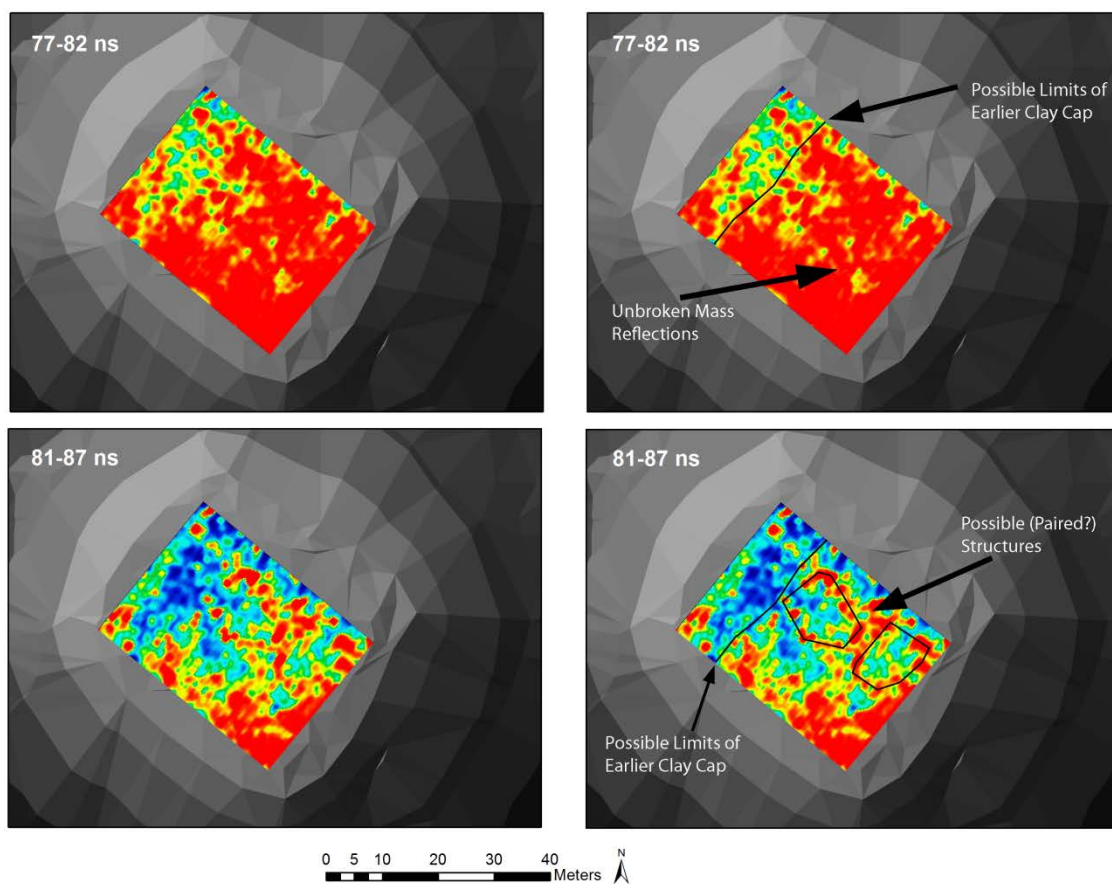 77-82 ns
77-82 ns
Possible Limits of
Earlier Clay Cap
Unbroken Mass
Reflections
81-87 ns
81-87 ns
Possible (Paired?)
Structures
Possible Limits of
Earlier Clay Cap
0 5 10 20 30 40
Meters
N